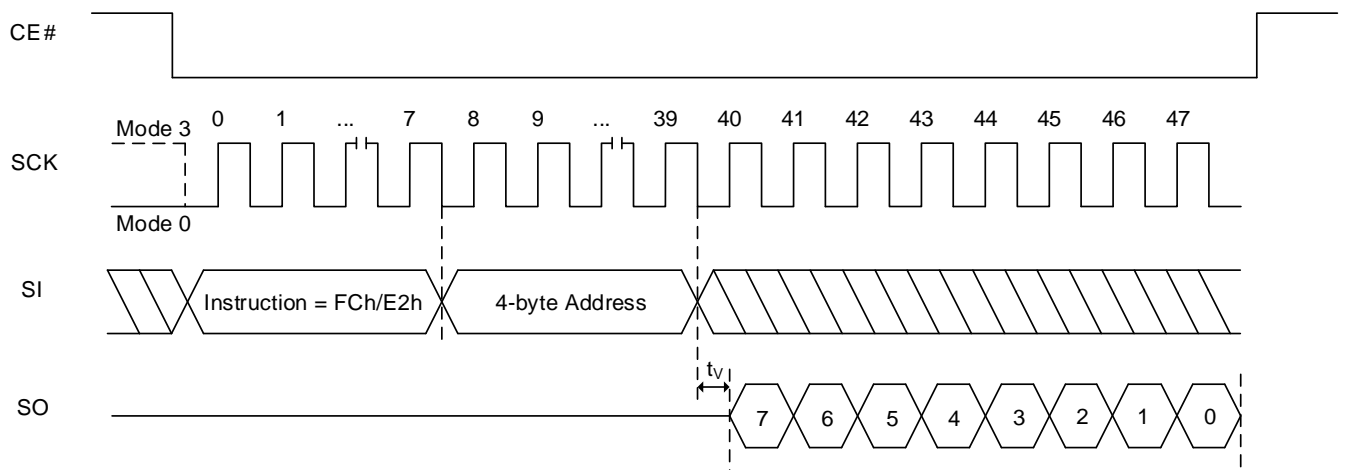 CE#
Mode 3 0 1 ... 7 8 9 ... 39 40 41 42 43 44 45 46 47
SCK
Mode 0
SI Instruction = FCh/E2h 4-byte Address
tV
SO 7 6 5 4 3 2 1 0